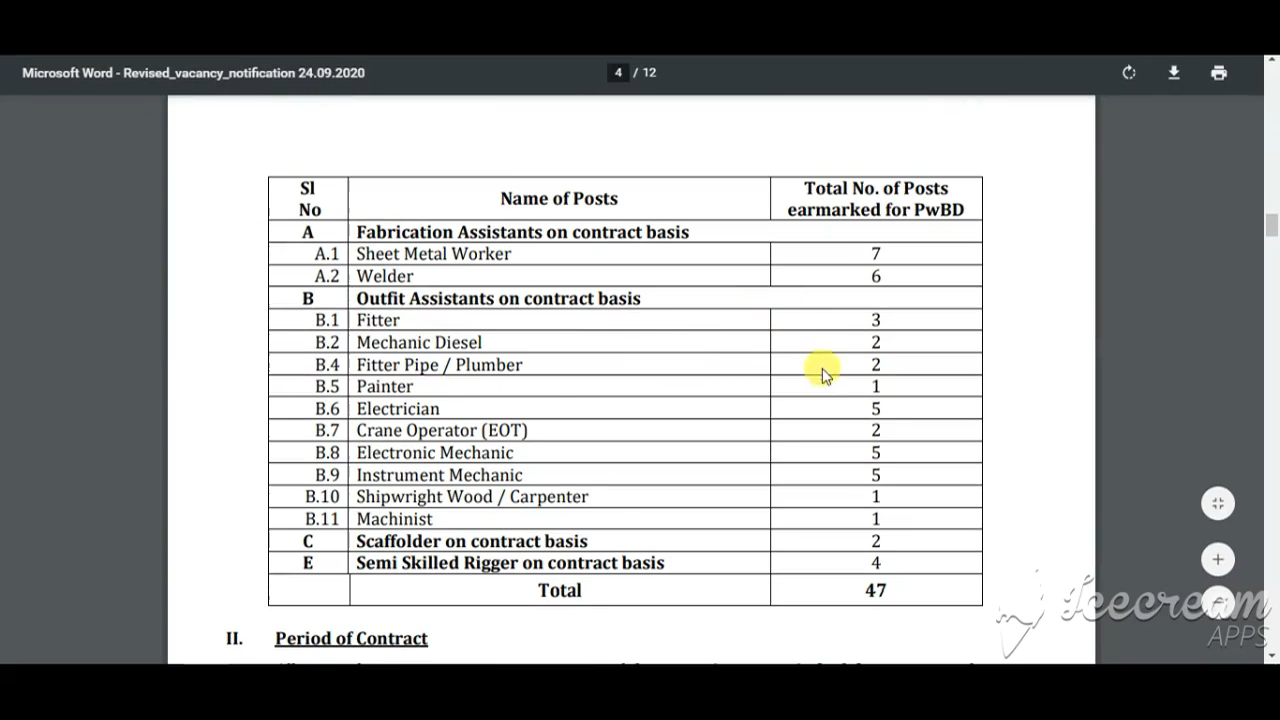 Microsoft Word - Revised_vacancy_notification 24.09.2020
4 / 12
Sl No Name of Posts Total No. of Posts earmarked for PwBD
A Fabrication Assistants on contract basis
A.1 Sheet Metal Worker 7
A.2 Welder 6
B Outfit Assistants on contract basis
B.1 Fitter 3
B.2 Mechanic Diesel 2
B.4 Fitter Pipe / Plumber 2
B.5 Painter 1
B.6 Electrician 5
B.7 Crane Operator (EOT) 2
B.8 Electronic Mechanic 5
B.9 Instrument Mechanic 5
B.10 Shipwright Wood / Carpenter 1
B.11 Machinist 1
C Scaffolder on contract basis 2
E Semi Skilled Rigger on contract basis 4
Total 47
II. Period of Contract
Icecream
APPS